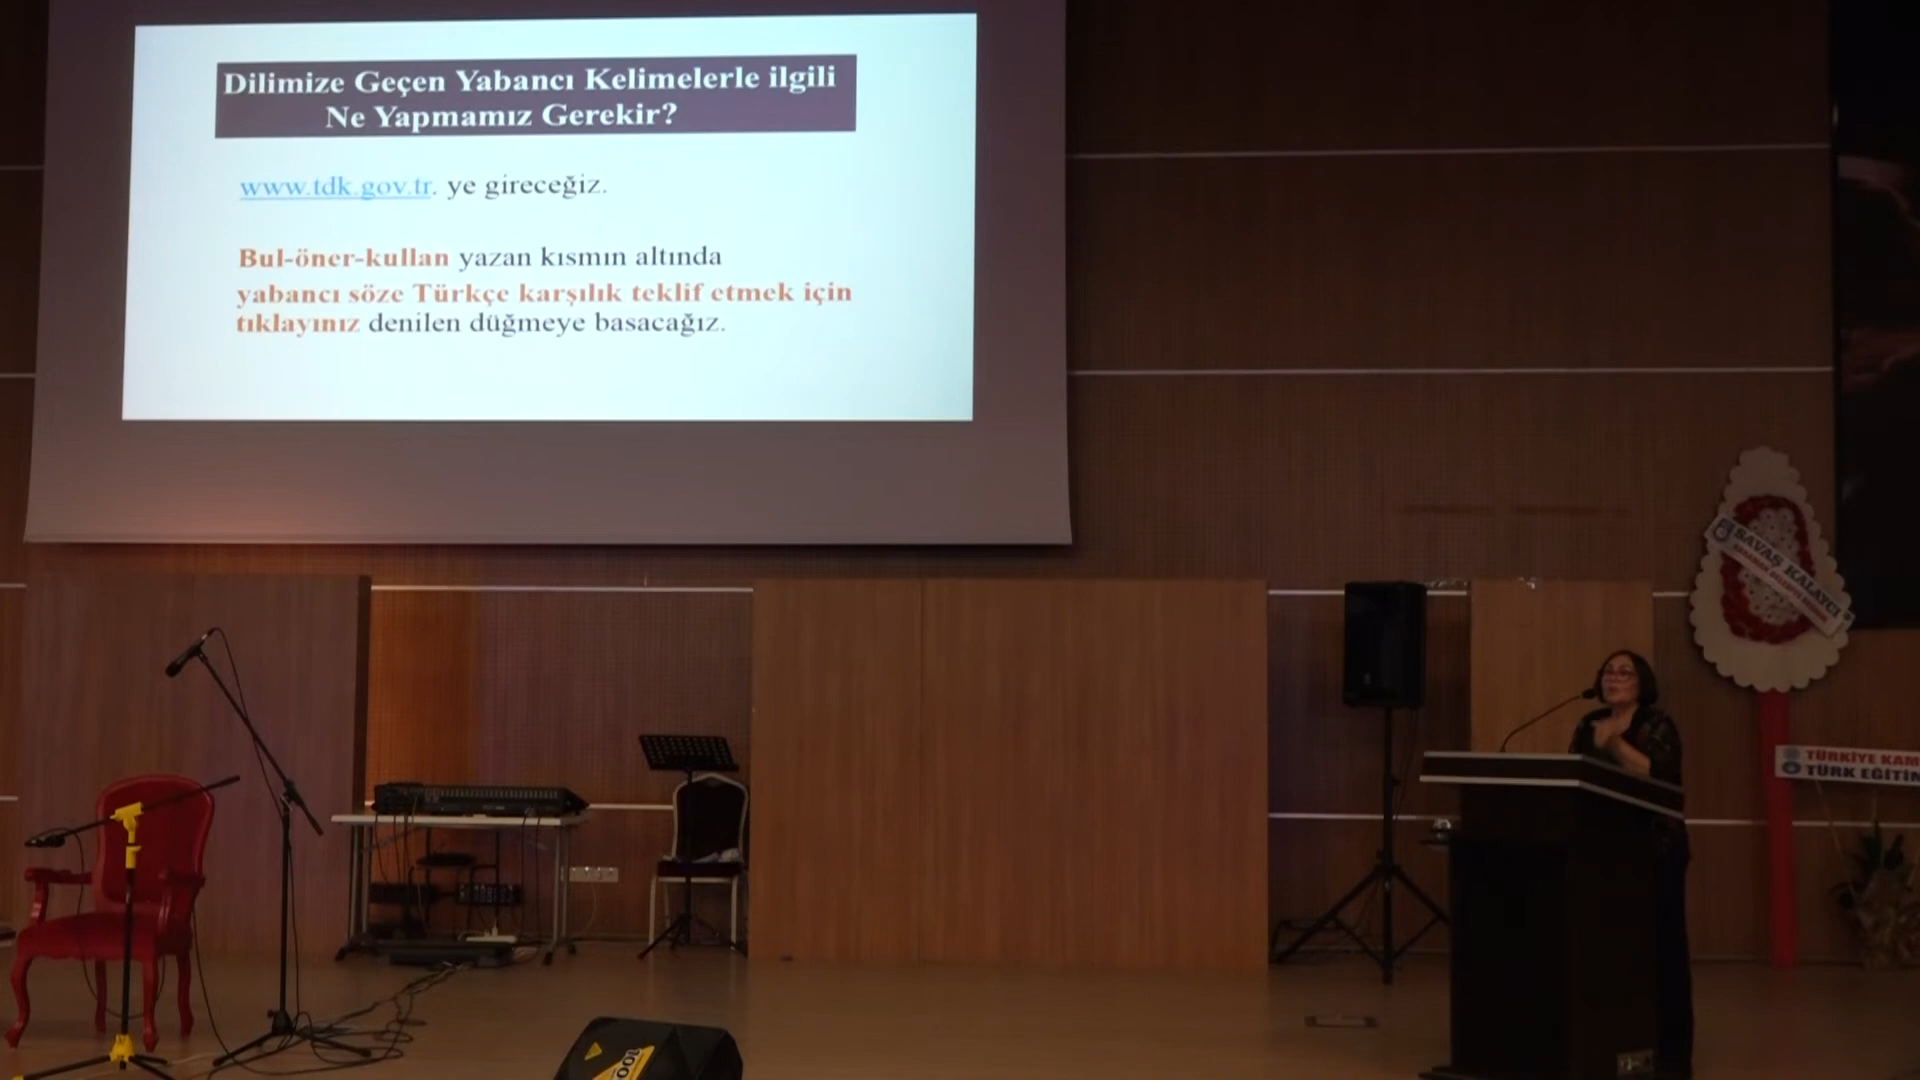 Dilimize Geçen Yabancı Kelimelerle ilgili
Ne Yapmamız Gerekir?
www.tdk.gov.tr. ye gireceğiz.
Bul-öner-kullan yazan kısmın altında
yabancı söze Türkçe karşılık teklif etmek için
tıklayınız denilen düğmeye basacağız.
SAVAŞ KALAYCI
TÜRKİYE KAM
TÜRK EĞİTİN